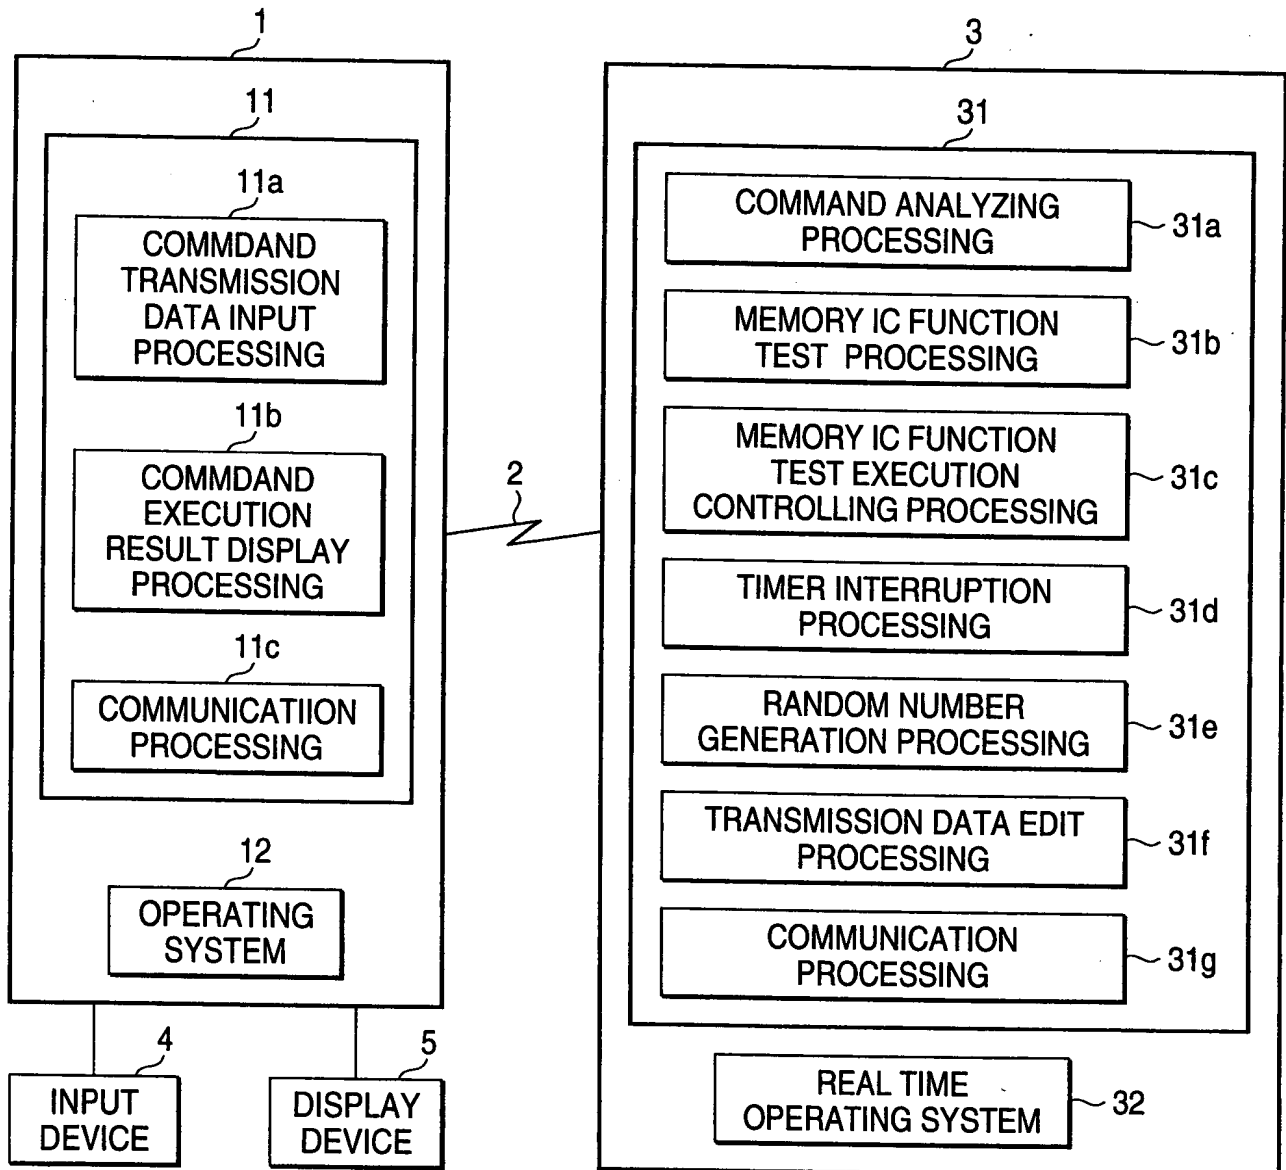 1
11
11a
COMMDAND
TRANSMISSION
DATA INPUT
PROCESSING
11b
COMMDAND
EXECUTION
RESULT DISPLAY
PROCESSING
11c
COMMUNICATIION
PROCESSING
12
OPERATING
SYSTEM
4
INPUT
DEVICE
5
DISPLAY
DEVICE
2
3
31
COMMAND ANALYZING
PROCESSING
31a
MEMORY IC FUNCTION
TEST PROCESSING
31b
MEMORY IC FUNCTION
TEST EXECUTION
CONTROLLING PROCESSING
31c
TIMER INTERRUPTION
PROCESSING
31d
RANDOM NUMBER
GENERATION PROCESSING
31e
TRANSMISSION DATA EDIT
PROCESSING
31f
COMMUNICATION
PROCESSING
31g
REAL TIME
OPERATING SYSTEM
32